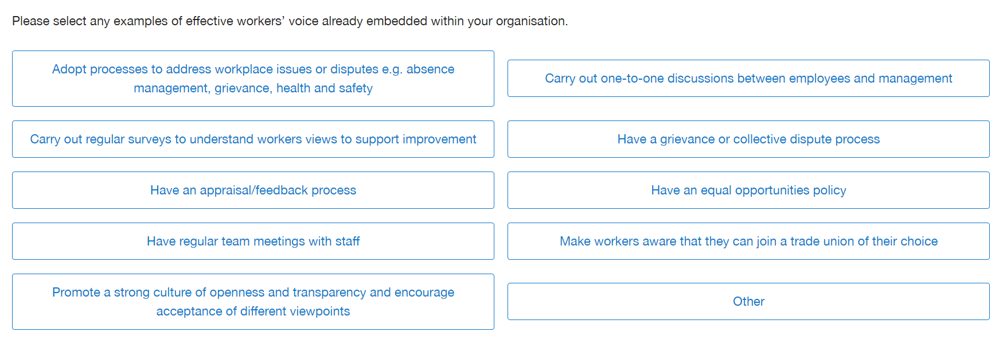 Please select any examples of effective workers’ voice already embedded within your organisation.
Adopt processes to address workplace issues or disputes e.g. absence
management, grievance, health and safety
Carry out one-to-one discussions between employees and management
Carry out regular surveys to understand workers views to support improvement
Have a grievance or collective dispute process
Have an appraisal/feedback process
Have an equal opportunities policy
Have regular team meetings with staff
Make workers aware that they can join a trade union of their choice
Promote a strong culture of openness and transparency and encourage
acceptance of different viewpoints
Other